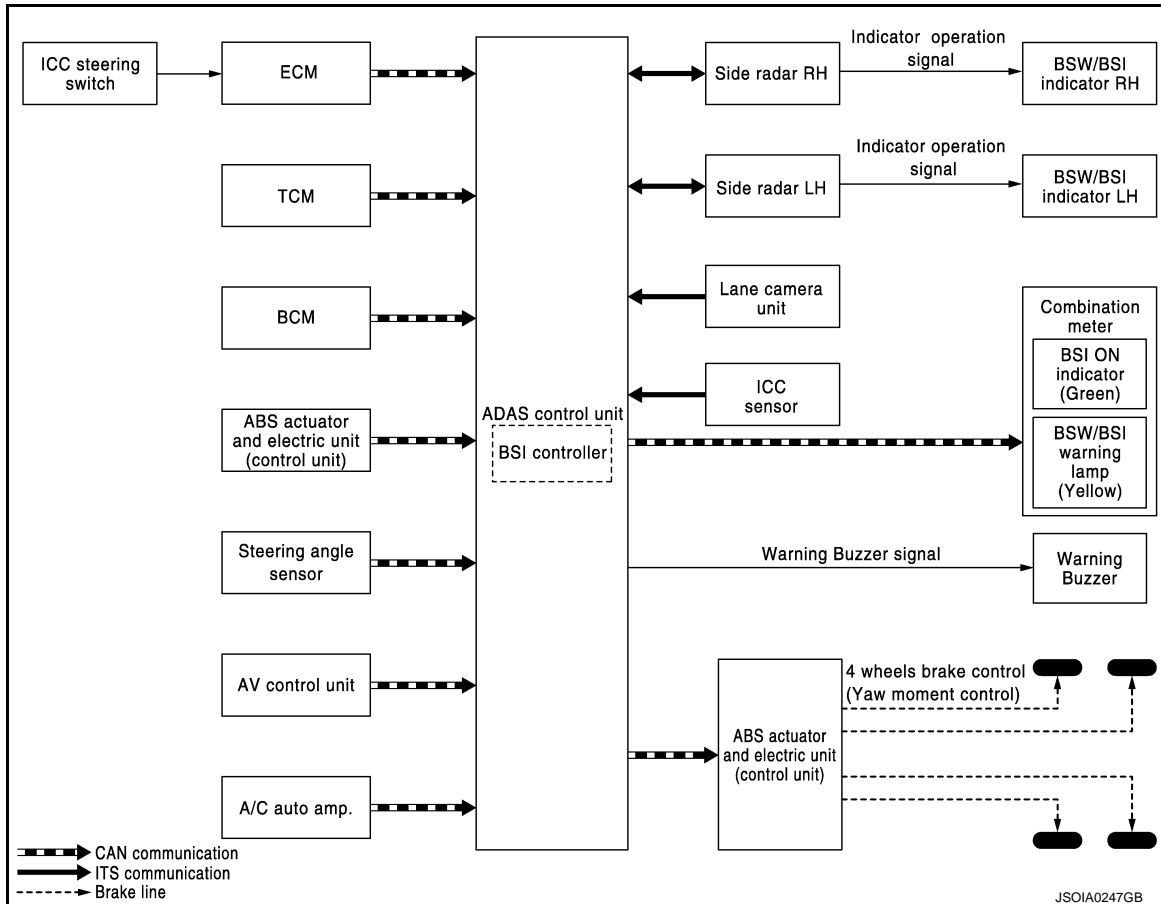 ICC steering
switch
ECM
TCM
BCM
ABS actuator
and electric unit
(control unit)
Steering angle
sensor
AV control unit
A/C auto amp.
ADAS control unit
BSI controller
Side radar RH
Indicator operation
signal
BSW/BSI
indicator RH
Side radar LH
Indicator operation
signal
BSW/BSI
indicator LH
Lane camera
unit
ICC
sensor
Combination
meter
BSI ON
indicator
(Green)
BSW/BSI
warning
lamp
(Yellow)
Warning Buzzer signal
Warning
Buzzer
ABS actuator
and electric unit
(control unit)
4 wheels brake control
(Yaw moment control)
CAN communication
ITS communication
Brake line
JSOIA0247GB